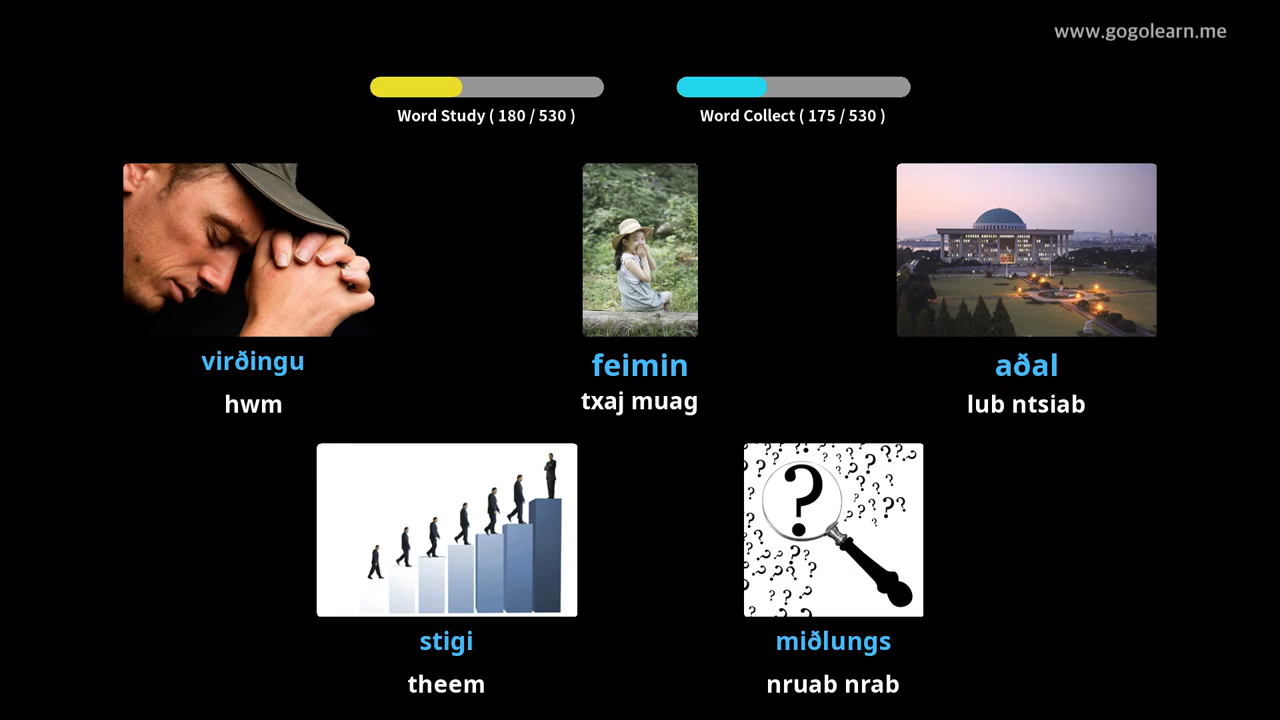 www.gogolearn.me
Word Study ( 180 / 530 )
Word Collect ( 175 / 530 )
virðingu
hwm
feimin
txaj muag
aðal
lub ntsiab
stigi
theem
miðlungs
nruab nrab